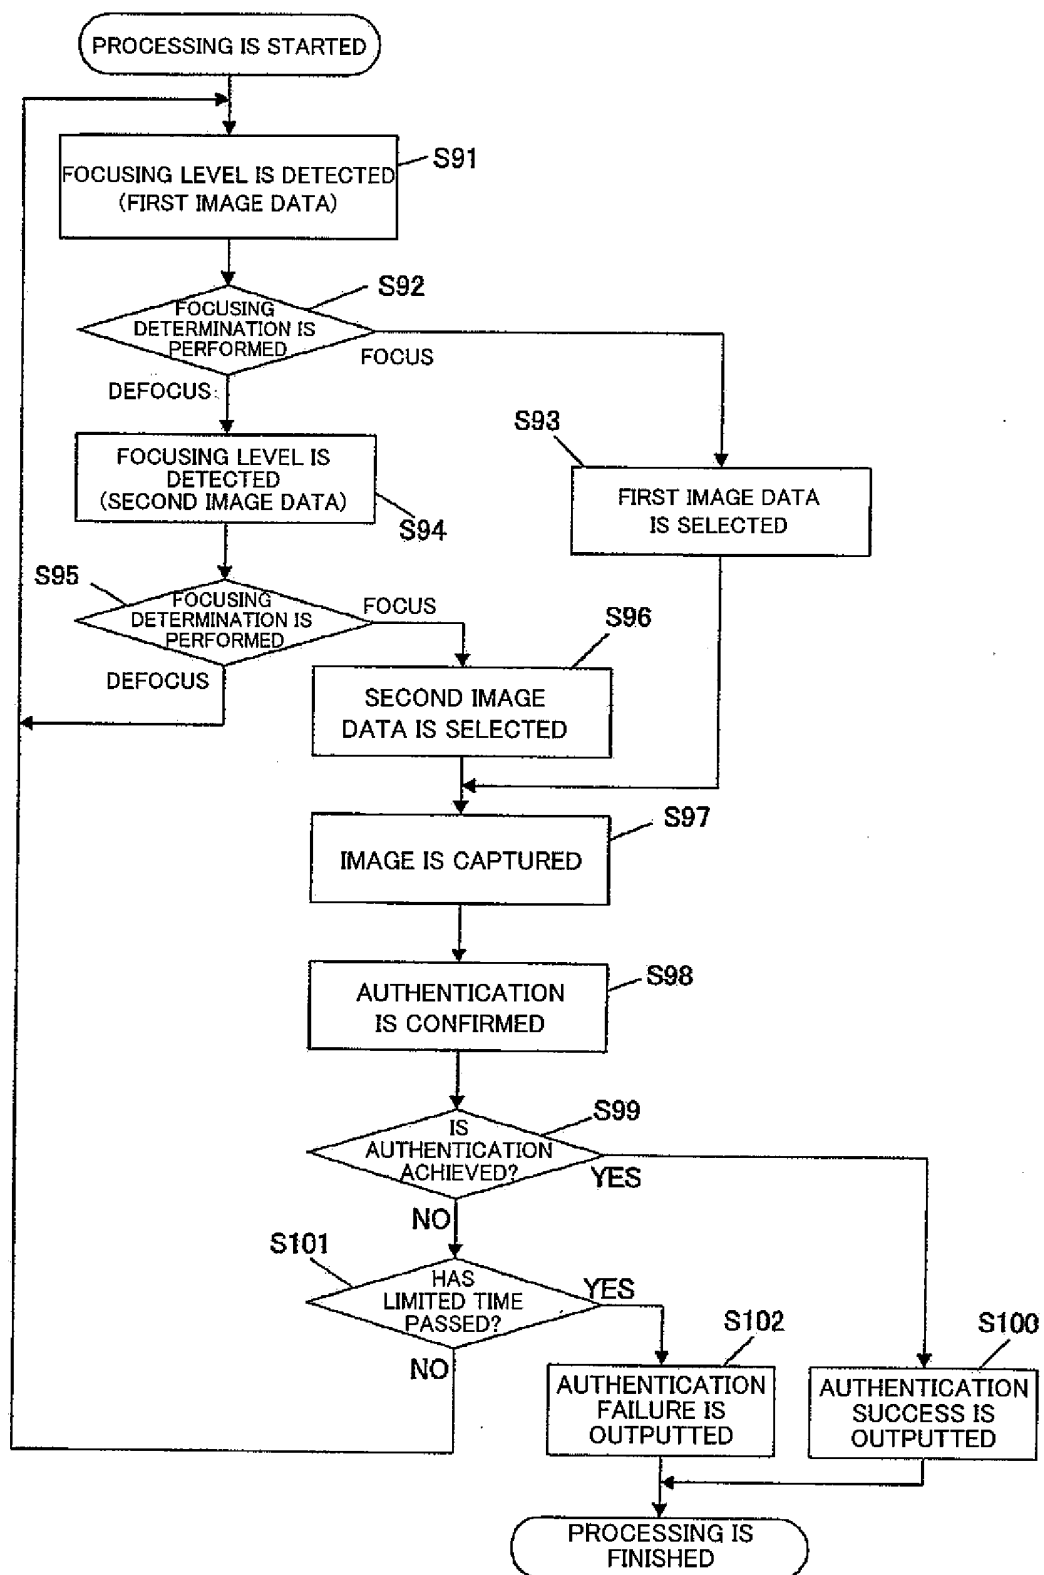 PROCESSING IS STARTED
S91
FOCUSING LEVEL IS DETECTED
(FIRST IMAGE DATA)
S92
FOCUSING
DETERMINATION IS
PERFORMED
FOCUS
DEFOCUS
S93
FIRST IMAGE DATA
IS SELECTED
FOCUSING LEVEL IS
DETECTED
(SECOND IMAGE DATA)
S94
S95
FOCUSING
DETERMINATION IS
PERFORMED
FOCUS
DEFOCUS
S96
SECOND IMAGE
DATA IS SELECTED
S97
IMAGE IS CAPTURED
S98
AUTHENTICATION
IS CONFIRMED
S99
IS
AUTHENTICATION
ACHIEVED?
YES
NO
S101
HAS
LIMITED TIME
PASSED?
YES
NO
S102
AUTHENTICATION
FAILURE IS
OUTPUTTED
S100
AUTHENTICATION
SUCCESS IS
OUTPUTTED
PROCESSING IS
FINISHED